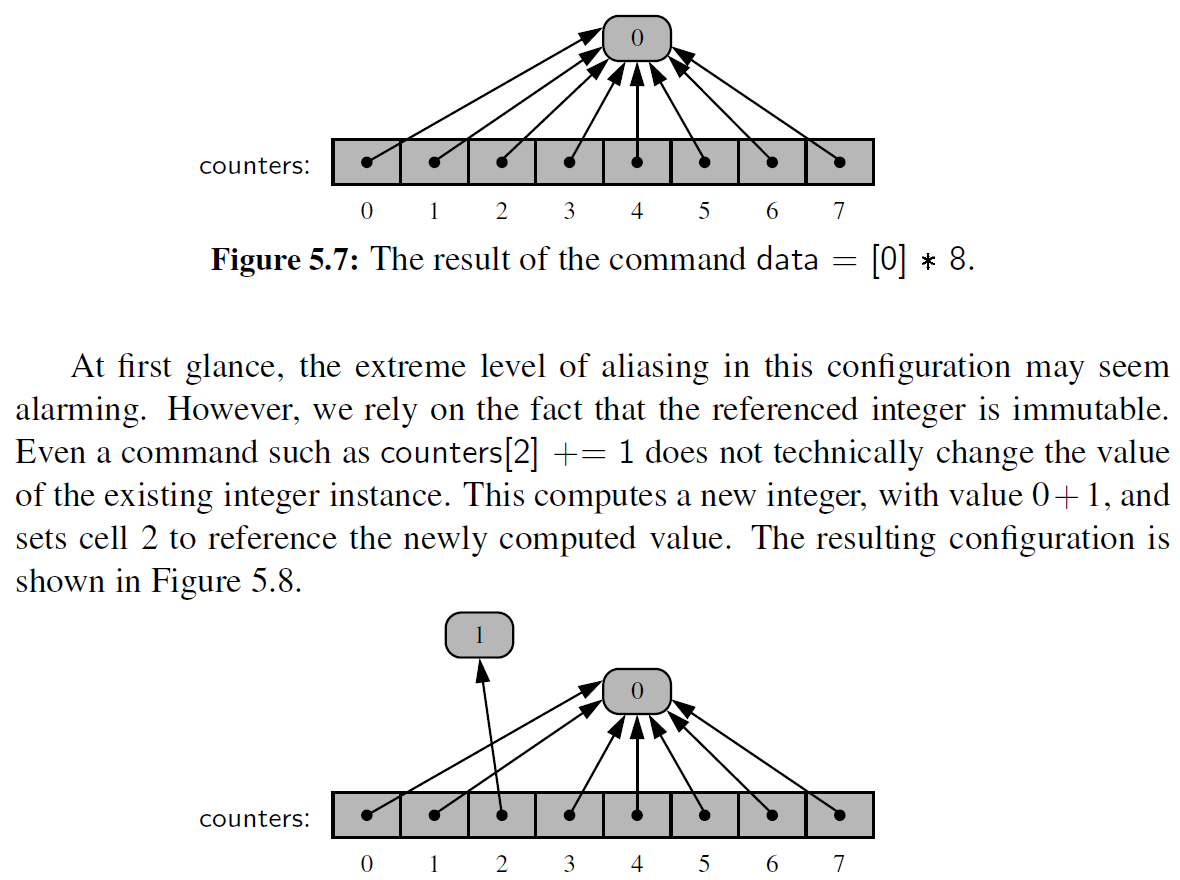 0
counters:
0 1 2 3 4 5 6 7
Figure 5.7: The result of the command data = [0] * 8.
At first glance, the extreme level of aliasing in this configuration may seem
alarming. However, we rely on the fact that the referenced integer is immutable.
Even a command such as counters[2] += 1 does not technically change the value
of the existing integer instance. This computes a new integer, with value 0+1, and
sets cell 2 to reference the newly computed value. The resulting configuration is
shown in Figure 5.8.
1
0
counters:
0 1 2 3 4 5 6 7